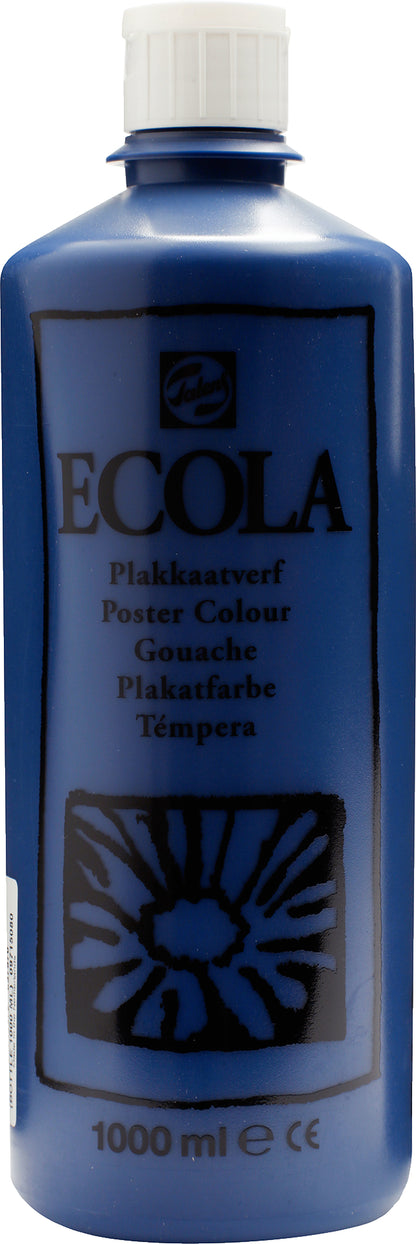 Talens
ECOLA
Plakkaatverf
Poster Colour
Gouache
Plakatfarbe
Témpera
1000 ml ℮ CE